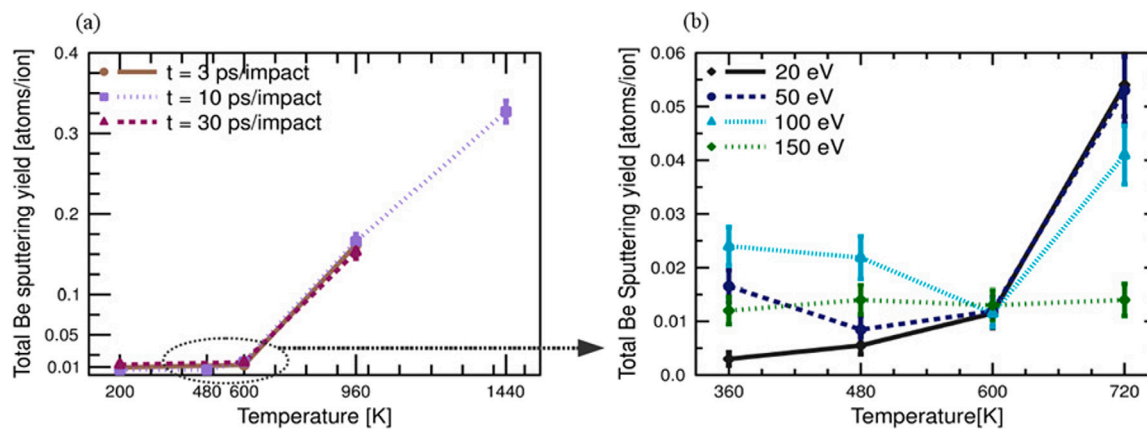 (a)
Total Be sputtering yield [atoms/ion]
0.4
0.3
0.2
0.1
0.05
0.01
t = 3 ps/impact
t = 10 ps/impact
t = 30 ps/impact
200
480
600
960
1440
Temperature [K]
(b)
Total Be Sputtering yield [atoms/ion]
0.06
0.05
0.04
0.03
0.02
0.01
0.0
20 eV
50 eV
100 eV
150 eV
360
480
600
720
Temperature[K]